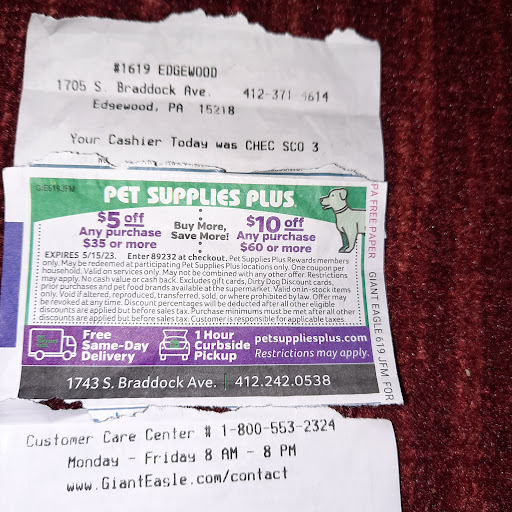 #1619 EDGEWOOD
1705 S. Braddock Ave. 412-371-4614
Edgewood, PA 15218
Your Cashier Today was CHEC SCO 3
PET SUPPLIES PLUS
$5 off
Any purchase
$35 or more
Buy More,
Save More!
$10 off
Any purchase
$60 or more
EXPIRES 5/15/23. Enter 89232 at checkout. Pet Supplies Plus Rewards members
only. May be redeemed at participating Pet Supplies Plus locations only. One coupon per
household. Valid on services only. May not be combined with any other offer. Restrictions
may apply. No cash value or cash back. Excludes gift cards, Dirty Dog Discount cards,
prior purchases and pet food brands available at the supermarket. Valid on in-stock items
only. Void if altered, reproduced, transferred, sold, or where prohibited by law. Offer may
be revoked at any time. Discount percentages will be deducted after all other eligible
discounts are applied but before sales tax. Purchase minimums must be met after all other
discounts are applied but before sales tax. Customer is responsible for applicable taxes.
Free
Same-Day
Delivery
1 Hour
Curbside
Pickup
petsuppliesplus.com
Restrictions may apply.
1743 S. Braddock Ave. | 412.242.0538
PA FREE PAPER GIANT EAGLE 619 JFM FOR
Customer Care Center # 1-800-553-2324
Monday - Friday 8 AM - 8 PM
www.GiantEagle.com/contact